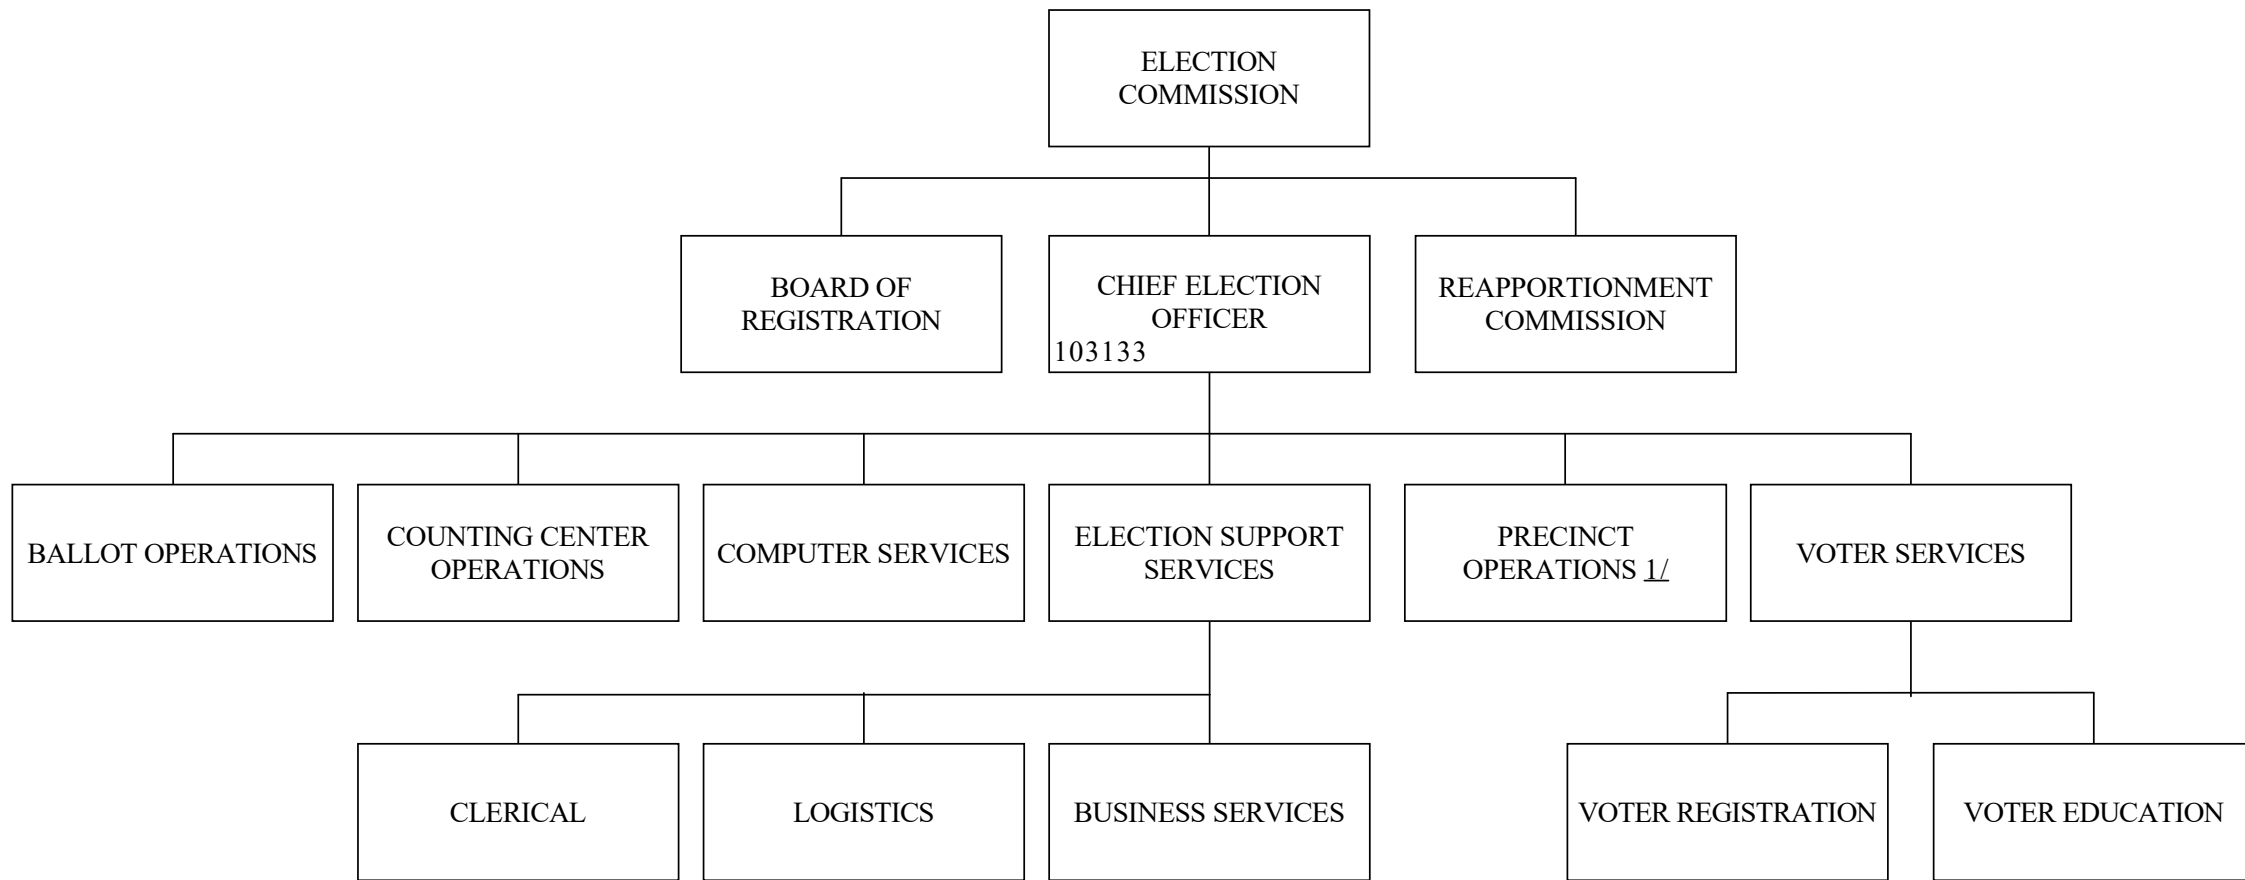 ELECTION
COMMISSION
BOARD OF
REGISTRATION
CHIEF ELECTION
OFFICER
103133
REAPPORTIONMENT
COMMISSION
BALLOT OPERATIONS
COUNTING CENTER
OPERATIONS
COMPUTER SERVICES
ELECTION SUPPORT
SERVICES
PRECINCT
OPERATIONS 1/
VOTER SERVICES
CLERICAL
LOGISTICS
BUSINESS SERVICES
VOTER REGISTRATION
VOTER EDUCATION